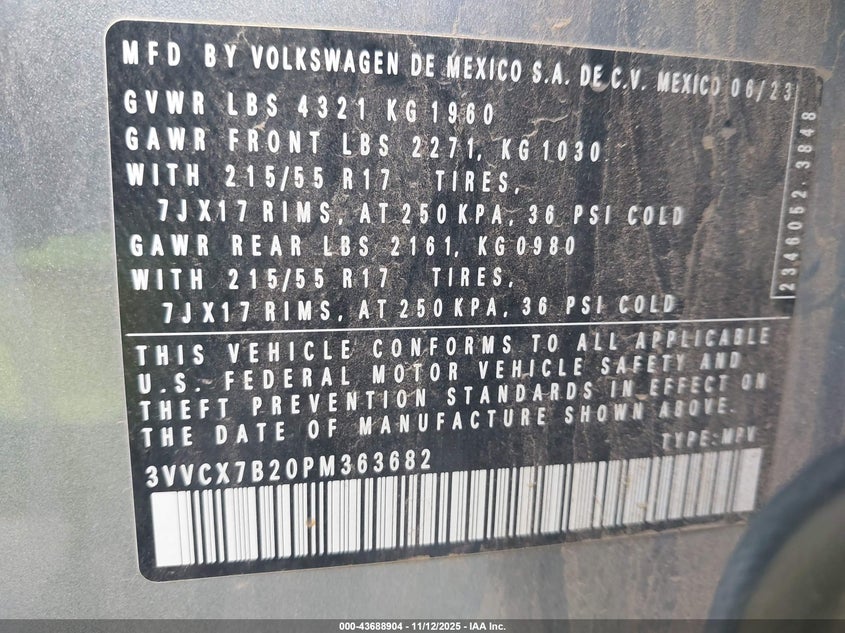 MFD BY VOLKSWAGEN DE MEXICO S.A. DE C.V. MEXICO 06/23
GVWR LBS 4321 KG 1960
GAWR FRONT LBS 2271, KG 1030
WITH 215/55 R17 TIRES,
7JX17 RIMS, AT 250 KPA, 36 PSI COLD
GAWR REAR LBS 2161, KG 0980
WITH 215/55 R17 TIRES,
7JX17 RIMS, AT 250 KPA, 36 PSI COLD
2346052.3848
THIS VEHICLE CONFORMS TO ALL APPLICABLE
U.S. FEDERAL MOTOR VEHICLE SAFETY AND
THEFT PREVENTION STANDARDS IN EFFECT ON
THE DATE OF MANUFACTURE SHOWN ABOVE.
TYPE:MPV
3VVCX7B20PM363682
000-43688904 - 11/12/2025 - IAA Inc.